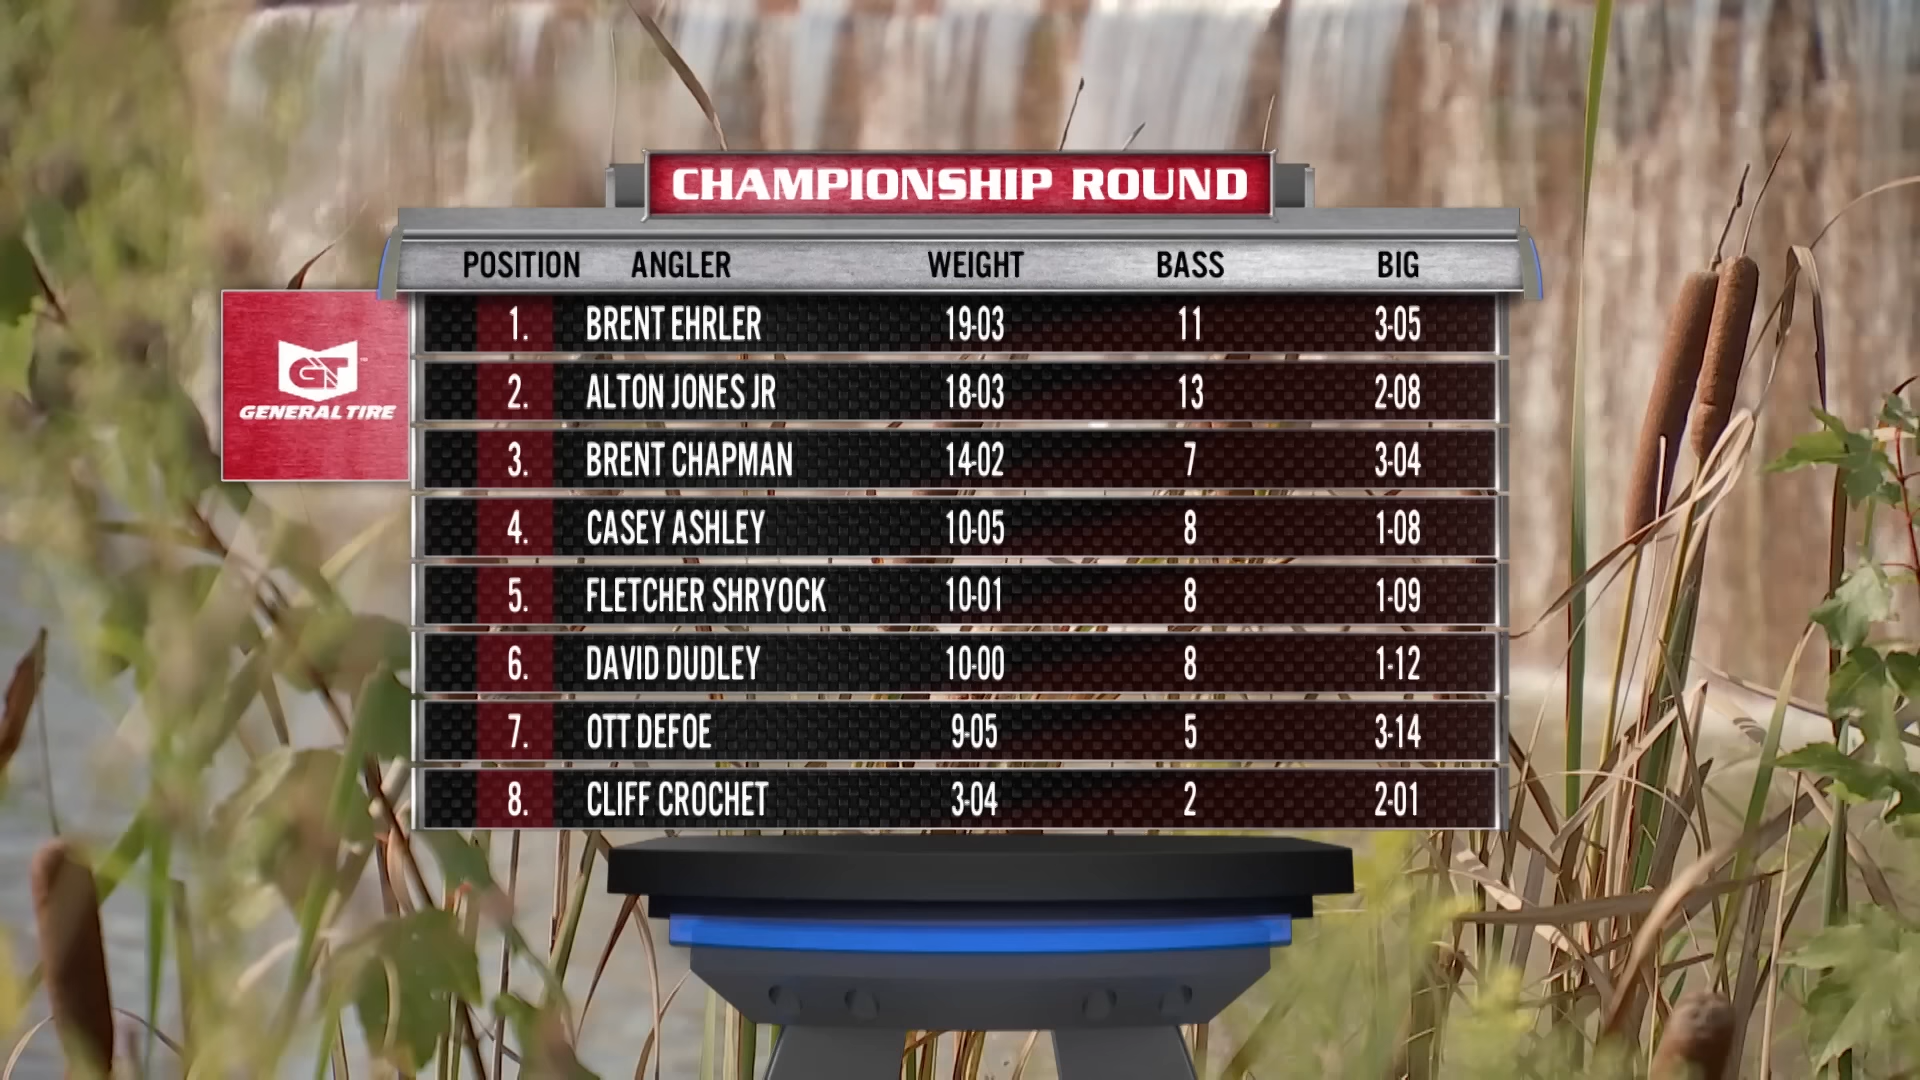 CHAMPIONSHIP ROUND
POSITION ANGLER WEIGHT BASS BIG
GT™
GENERAL TIRE
1. BRENT EHRLER 19-03 11 3-05
2. ALTON JONES JR 18-03 13 2-08
3. BRENT CHAPMAN 14-02 7 3-04
4. CASEY ASHLEY 10-05 8 1-08
5. FLETCHER SHRYOCK 10-01 8 1-09
6. DAVID DUDLEY 10-00 8 1-12
7. OTT DEFOE 9-05 5 3-14
8. CLIFF CROCHET 3-04 2 2-01